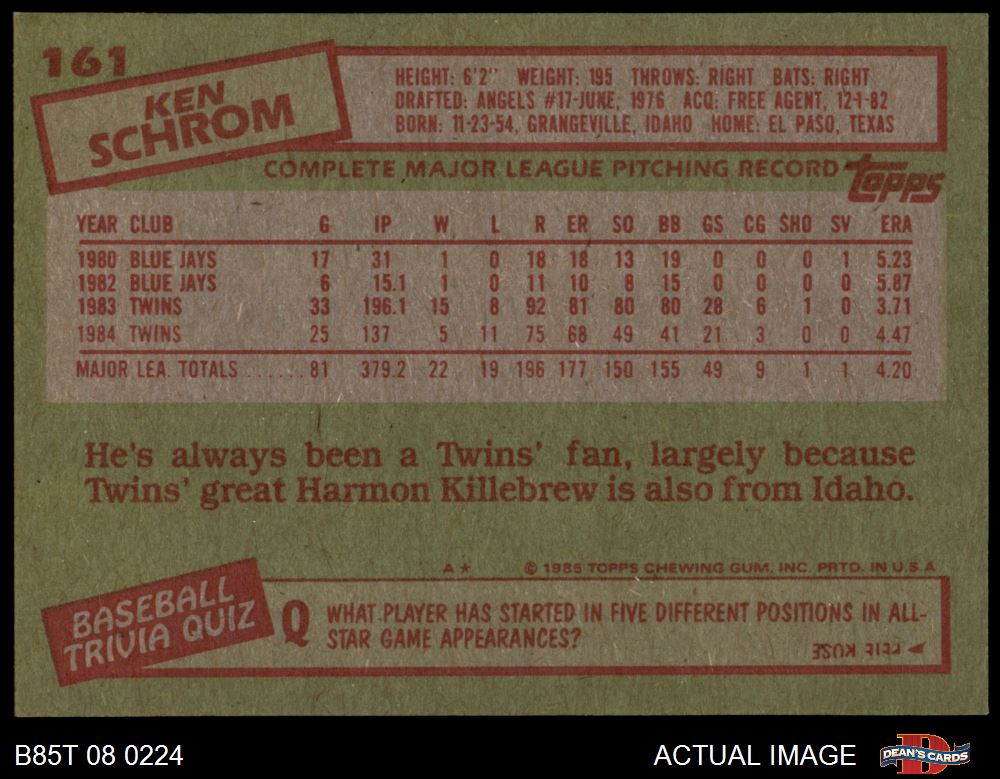 161
KEN
SCHROM
HEIGHT: 6'2" WEIGHT: 195 THROWS: RIGHT BATS: RIGHT
DRAFTED: ANGELS #17-JUNE, 1976 ACQ: FREE AGENT, 12-1-82
BORN: 11-23-54, GRANGEVILLE, IDAHO HOME: EL PASO, TEXAS
COMPLETE MAJOR LEAGUE PITCHING RECORD
topps
YEAR CLUB G IP W L R ER SO BB GS CG SHO SV ERA
1980 BLUE JAYS 17 31 1 0 18 18 13 19 0 0 0 1 5.23
1982 BLUE JAYS 6 15.1 1 0 11 10 8 15 0 0 0 0 5.87
1983 TWINS 33 196.1 15 8 92 81 80 80 28 6 1 0 3.71
1984 TWINS 25 137 5 11 75 68 49 41 21 3 0 0 4.47
MAJOR LEA. TOTALS ...... 81 379.2 22 19 196 177 150 155 49 9 1 1 4.20
He's always been a Twins' fan, largely because
Twins' great Harmon Killebrew is also from Idaho.
A★ © 1985 TOPPS CHEWING GUM, INC. PRTD. IN U.S.A
BASEBALL
TRIVIA QUIZ
Q WHAT PLAYER HAS STARTED IN FIVE DIFFERENT POSITIONS IN ALL-
STAR GAME APPEARANCES?
PETE ROSE
B85T 08 0224
ACTUAL IMAGE
DEAN'S CARDS